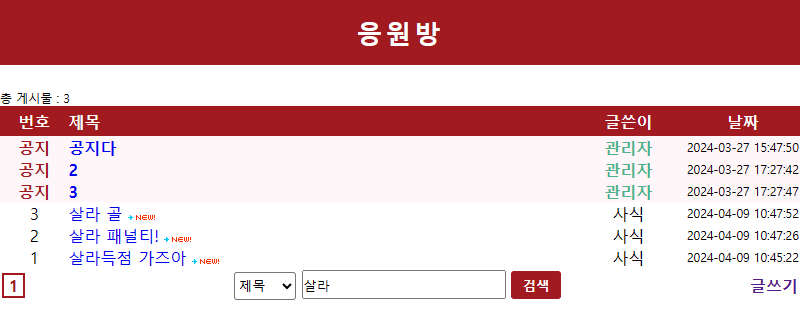 응원방
총 게시물 : 3
번호 제목 글쓴이 날짜
공지 공지다 관리자 2024-03-27 15:47:50
공지 2 관리자 2024-03-27 17:27:42
공지 3 관리자 2024-03-27 17:27:47
3 살라 골 NEW! 사식 2024-04-09 10:47:52
2 살라 패널티! NEW! 사식 2024-04-09 10:47:26
1 살라득점 가즈아 NEW! 사식 2024-04-09 10:45:22
1 제목 살라 검색 글쓰기